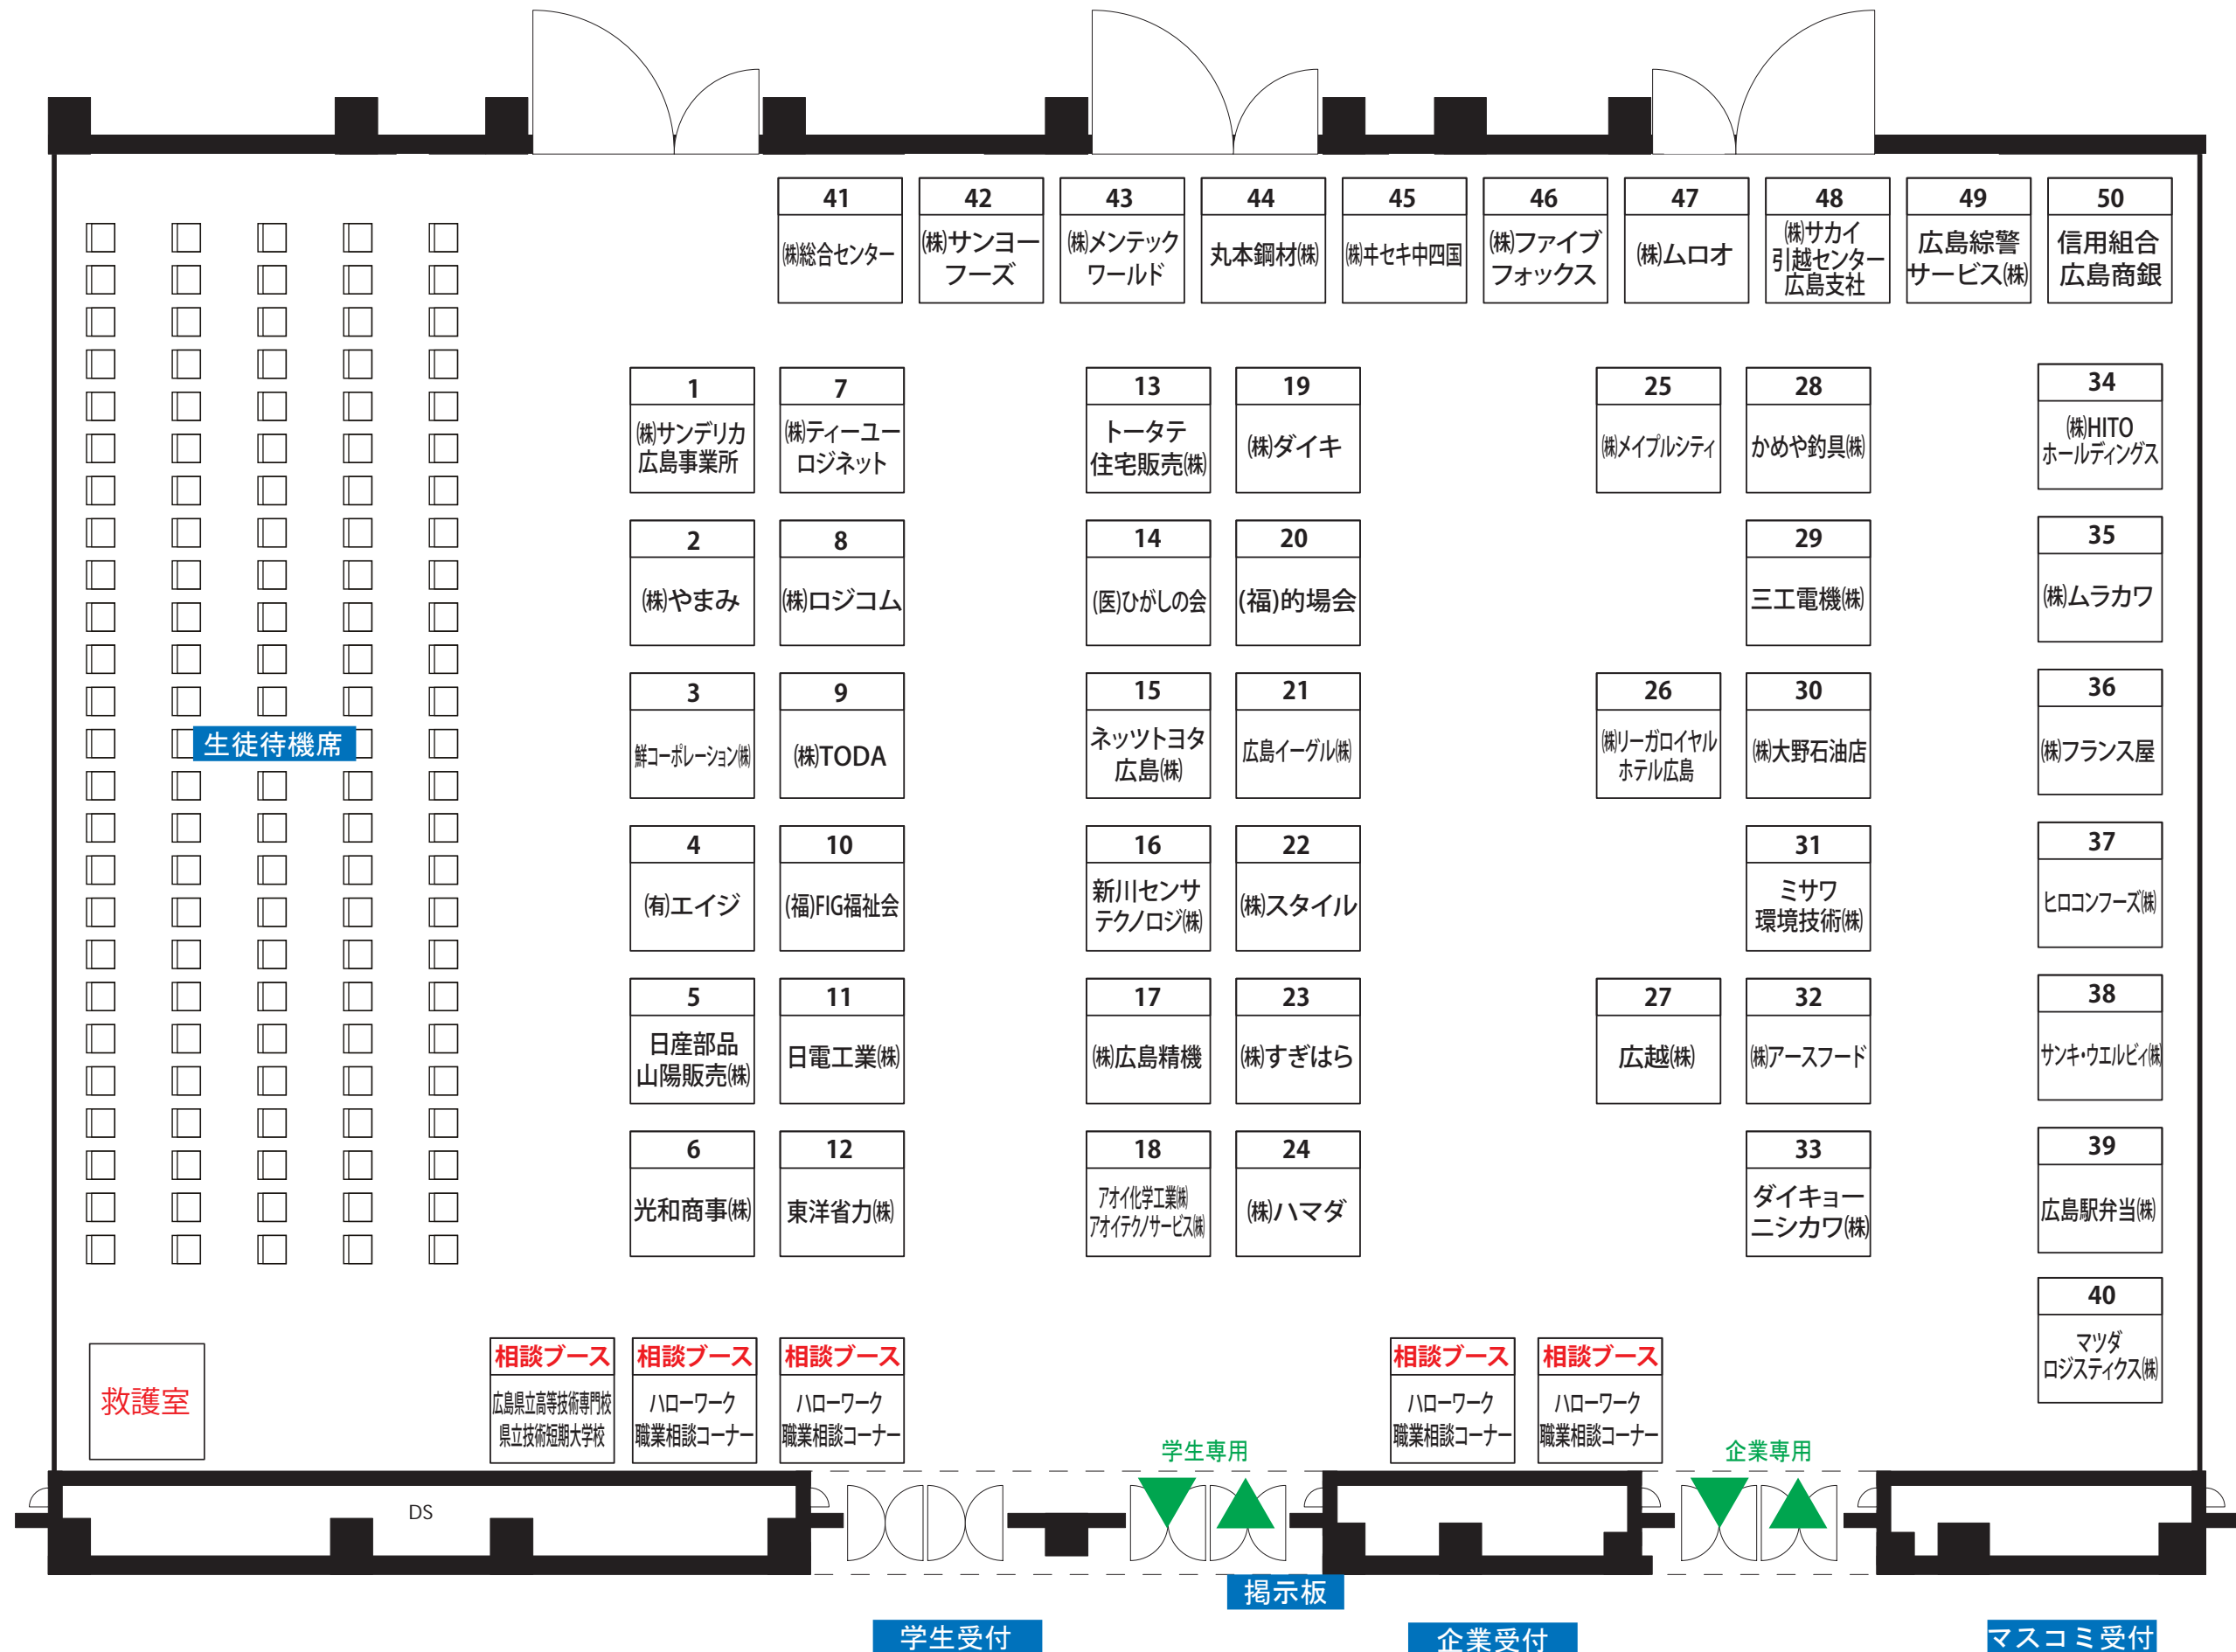 41
㈱総合センター
42
㈱サンヨー
フーズ
43
㈱メンテック
ワールド
44
丸本鋼材㈱
45
㈱ヰセキ中四国
46
㈱ファイブ
フォックス
47
㈱ムロオ
48
㈱サカイ
引越センター
広島支社
49
広島綜警
サービス㈱
50
信用組合
広島商銀
1
㈱サンデリカ
広島事業所
7
㈱ティーユー
ロジネット
13
トータテ
住宅販売㈱
19
㈱ダイキ
25
㈱メイプルシティ
28
かめや釣具㈱
34
㈱HITO
ホールディングス
2
㈱やまみ
8
㈱ロジコム
14
(医)ひがしの会
20
(福)的場会
29
三工電機㈱
35
㈱ムラカワ
3
鮮コーポレーション㈱
9
㈱TODA
15
ネッツトヨタ
広島㈱
21
広島イーグル㈱
26
㈱リーガロイヤル
ホテル広島
30
㈱大野石油店
36
㈱フランス屋
生徒待機席
4
㈲エイジ
10
(福)FIG福祉会
16
新川センサ
テクノロジ㈱
22
㈱スタイル
31
ミサワ
環境技術㈱
37
ヒロコンフーズ㈱
5
日産部品
山陽販売㈱
11
日電工業㈱
17
㈱広島精機
23
㈱すぎはら
27
広越㈱
32
㈱アースフード
38
サンキ・ウエルビィ㈱
6
光和商事㈱
12
東洋省力㈱
18
アオイ化学工業㈱
アオイテクノサービス㈱
24
㈱ハマダ
33
ダイキョー
ニシカワ㈱
39
広島駅弁当㈱
40
マツダ
ロジスティクス㈱
救護室
相談ブース
広島県立高等技術専門校
県立技術短期大学校
相談ブース
ハローワーク
職業相談コーナー
相談ブース
ハローワーク
職業相談コーナー
相談ブース
ハローワーク
職業相談コーナー
相談ブース
ハローワーク
職業相談コーナー
学生専用
企業専用
DS
掲示板
学生受付
企業受付
マスコミ受付